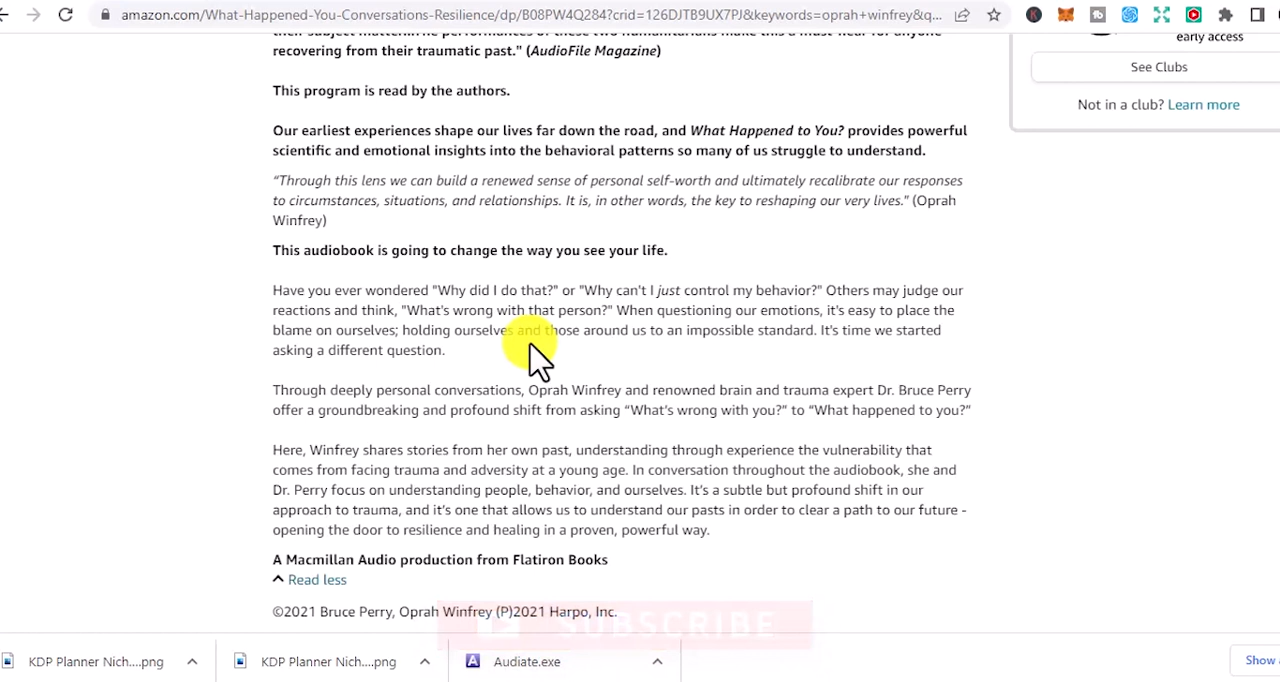 amazon.com/What-Happened-You-Conversations-Resilience/dp/B08PW4Q284?crid=126DJTB9UX7PJ&keywords=oprah+winfrey&q...
their subject matter. The performances of these two humanitarians make this a must-hear for anyone
recovering from their traumatic past." (AudioFile Magazine)
early access
See Clubs
Not in a club? Learn more
This program is read by the authors.
Our earliest experiences shape our lives far down the road, and What Happened to You? provides powerful
scientific and emotional insights into the behavioral patterns so many of us struggle to understand.
“Through this lens we can build a renewed sense of personal self-worth and ultimately recalibrate our responses
to circumstances, situations, and relationships. It is, in other words, the key to reshaping our very lives.” (Oprah
Winfrey)
This audiobook is going to change the way you see your life.
Have you ever wondered "Why did I do that?" or "Why can't I just control my behavior?" Others may judge our
reactions and think, "What's wrong with that person?" When questioning our emotions, it's easy to place the
blame on ourselves; holding ourselves and those around us to an impossible standard. It's time we started
asking a different question.
Through deeply personal conversations, Oprah Winfrey and renowned brain and trauma expert Dr. Bruce Perry
offer a groundbreaking and profound shift from asking “What’s wrong with you?” to “What happened to you?”
Here, Winfrey shares stories from her own past, understanding through experience the vulnerability that
comes from facing trauma and adversity at a young age. In conversation throughout the audiobook, she and
Dr. Perry focus on understanding people, behavior, and ourselves. It’s a subtle but profound shift in our
approach to trauma, and it’s one that allows us to understand our pasts in order to clear a path to our future -
opening the door to resilience and healing in a proven, powerful way.
A Macmillan Audio production from Flatiron Books
Read less
©2021 Bruce Perry, Oprah Winfrey (P)2021 Harpo, Inc.
SUBSCRIBE
KDP Planner Nich....png
KDP Planner Nich....png
Audiate.exe
Show